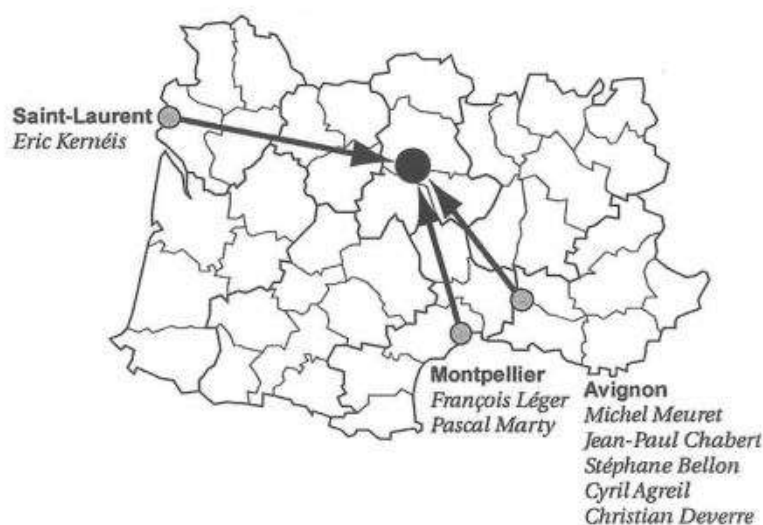 Saint-Laurent
Eric Kernéis
Montpellier
François Léger
Pascal Marty
Avignon
Michel Meuret
Jean-Paul Chabert
Stéphane Bellon
Cyril Agreil
Christian Deverre